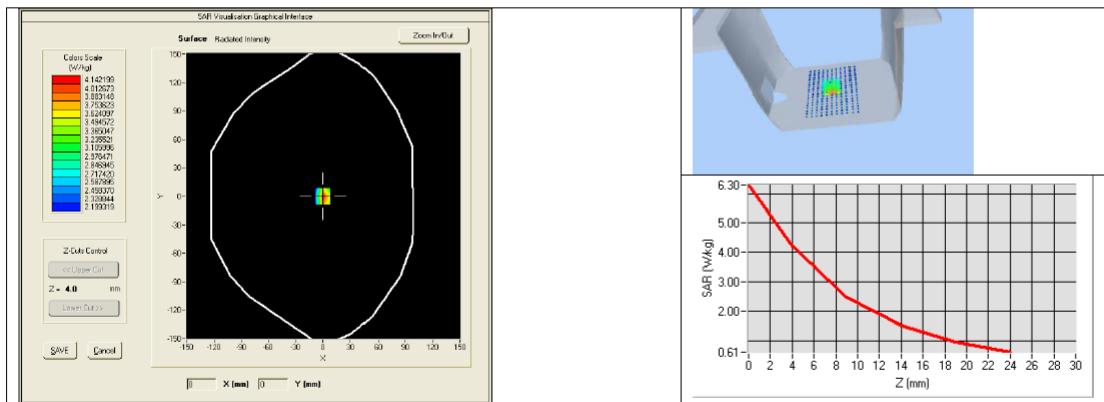 SAR Visualisation Graphical Interface
Surface Radiated Intensity
Zoom In/Out
Colors Scale
(W/kg)
4.142199
4.012673
3.883148
3.753623
3.624097
3.494572
3.365047
3.235521
3.105996
2.976471
2.846945
2.717420
2.587895
2.458370
2.328844
2.199319
150
120
90
60
30
0
-30
-60
-90
-120
-150
Y
-150 -120 -90 -60 -30 0 30 60 90 120 150
X
Z-Cuts Control
<< Upper Cut
Z = 4.0 mm
Lower Cut >>
SAVE Cancel
0 X (mm) 0 Y (mm)
6.30
5.00
4.00
3.00
2.00
0.61
SAR (W/kg)
0 2 4 6 8 10 12 14 16 18 20 22 24 26 28 30
Z (mm)